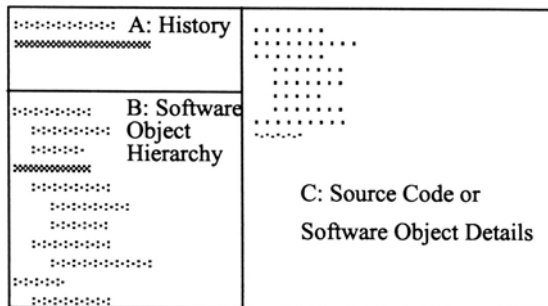 A: History
B: Software
Object
Hierarchy
C: Source Code or
Software Object Details